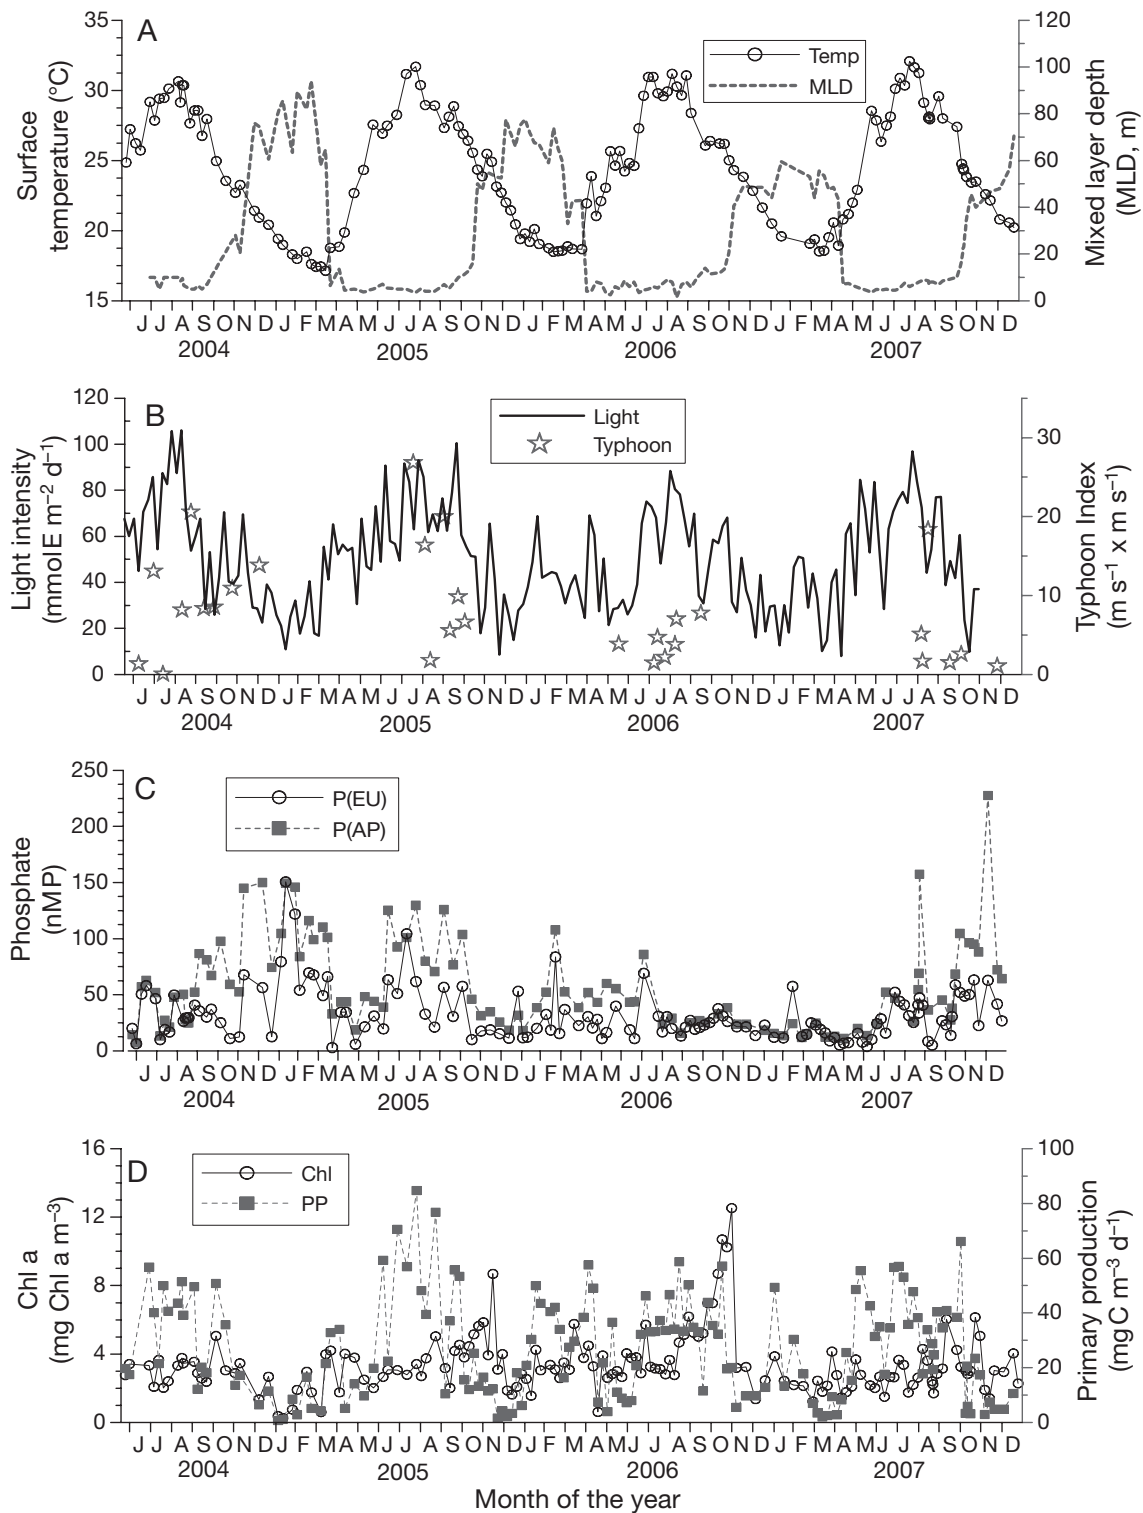 A
35
30
25
20
15
Surface
temperature (°C)
Temp
MLD
120
100
80
60
40
20
0
Mixed layer depth
(MLD, m)
J J A S O N D J F M A M J J A S O N D J F M A M J J A S O N D J F M A M J J A S O N D
2004 2005 2006 2007
B
120
100
80
60
40
20
0
Light intensity
(mmolE m–2 d–1)
Light
Typhoon
30
20
10
0
Typhoon Index
(m s–1 x m s–1)
J J A S O N D J F M A M J J A S O N D J F M A M J J A S O N D J F M A M J J A S O N D
2004 2005 2006 2007
C
250
200
150
100
50
0
Phosphate
(nMP)
P(EU)
P(AP)
J J A S O N D J F M A M J J A S O N D J F M A M J J A S O N D J F M A M J J A S O N D
2004 2005 2006 2007
D
16
12
8
4
0
Chl a
(mg Chl a m–3)
Chl
PP
100
80
60
40
20
0
Primary production
(mgC m–3 d–1)
J J A S O N D J F M A M J J A S O N D J F M A M J J A S O N D J F M A M J J A S O N D
2004 2005 2006 2007
Month of the year